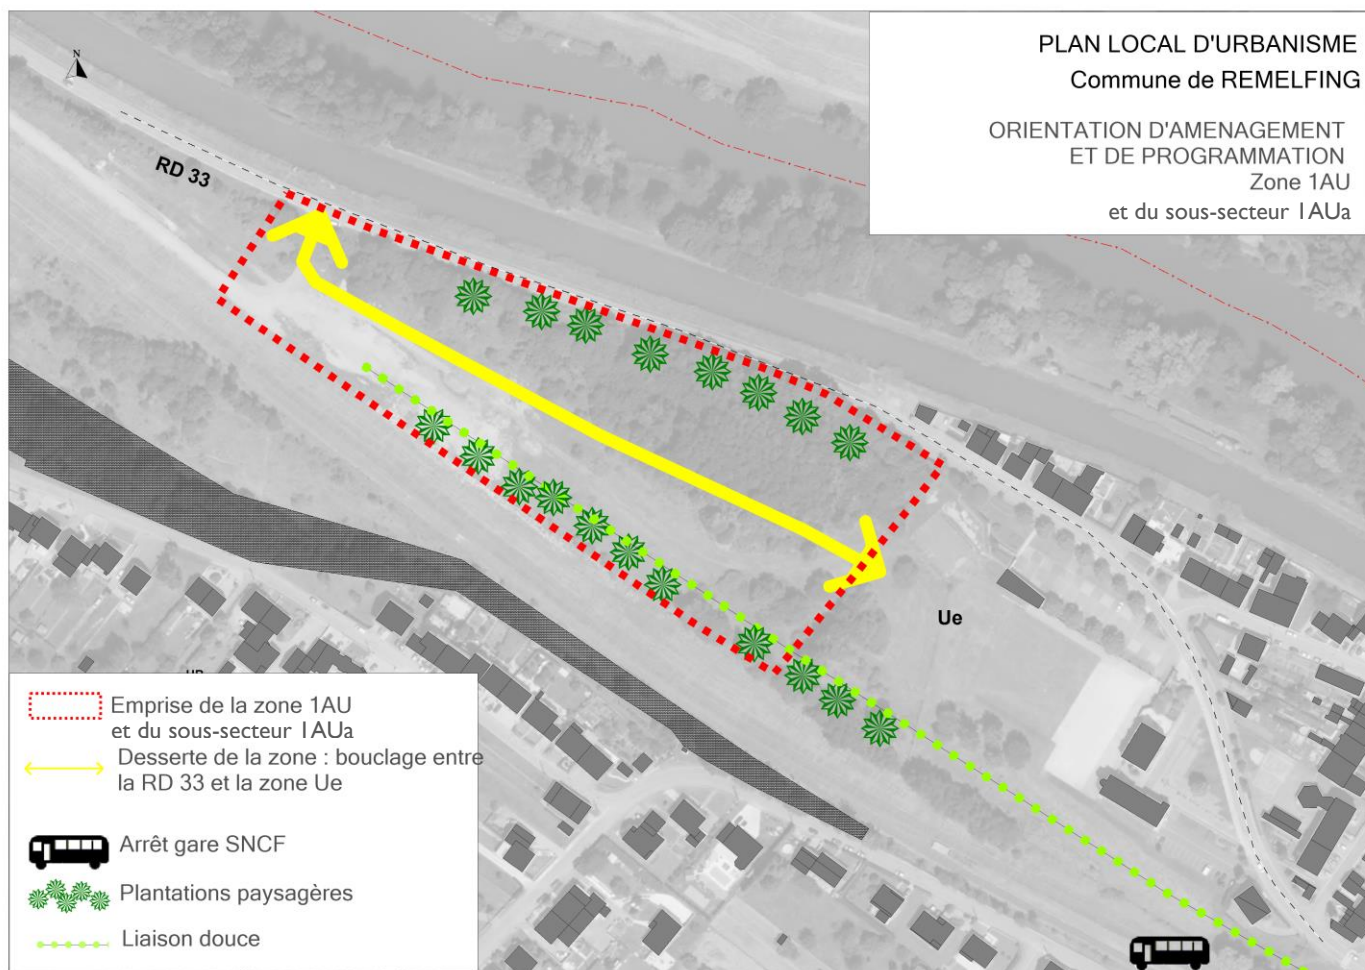 PLAN LOCAL D'URBANISME
Commune de REMELFING
ORIENTATION D'AMENAGEMENT
ET DE PROGRAMMATION
Zone 1AU
et du sous-secteur 1AUa
N
RD 33
Ue
Emprise de la zone 1AU
et du sous-secteur 1AUa
Desserte de la zone : bouclage entre
la RD 33 et la zone Ue
Arrêt gare SNCF
Plantations paysagères
Liaison douce